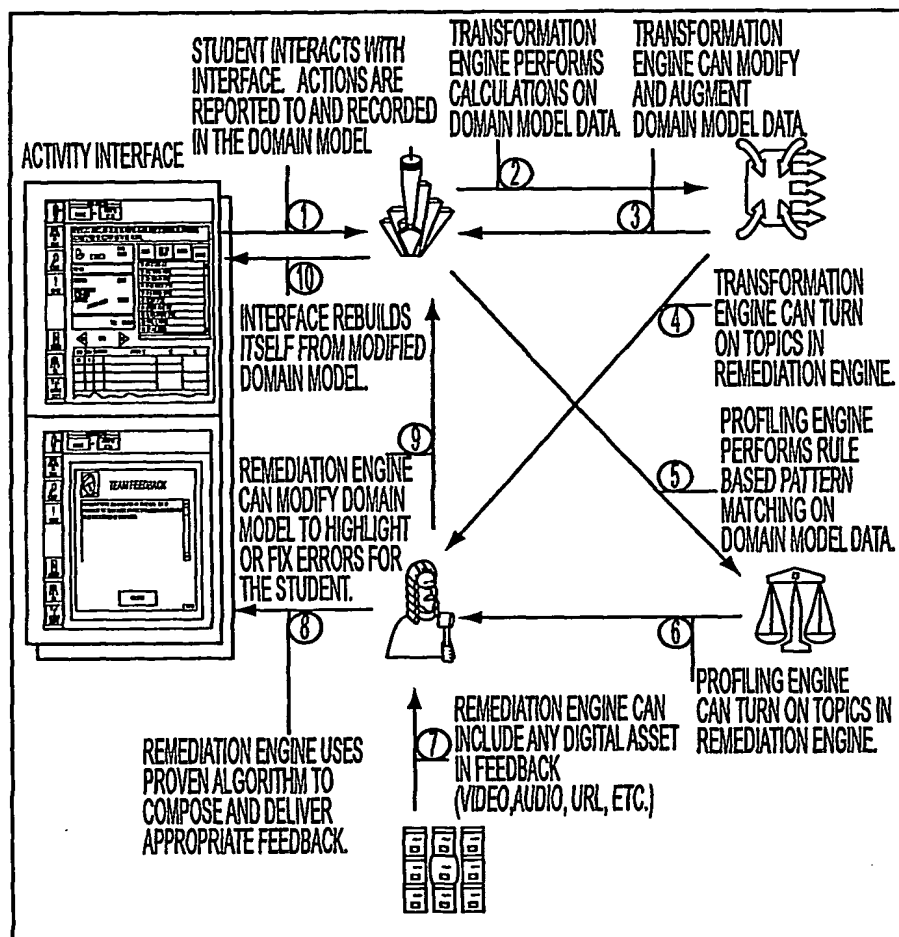 STUDENT INTERACTS WITH
INTERFACE. ACTIONS ARE
REPORTED TO AND RECORDED
IN THE DOMAIN MODEL
TRANSFORMATION
ENGINE PERFORMS
CALCULATIONS ON
DOMAIN MODEL DATA.
TRANSFORMATION
ENGINE CAN MODIFY
AND AUGMENT
DOMAIN MODEL DATA.
ACTIVITY INTERFACE
1
2
3
10
INTERFACE REBUILDS
ITSELF FROM MODIFIED
DOMAIN MODEL.
4
TRANSFORMATION
ENGINE CAN TURN
ON TOPICS IN
REMEDIATION ENGINE.
9
5
PROFILING ENGINE
PERFORMS RULE
BASED PATTERN
MATCHING ON
DOMAIN MODEL DATA.
REMEDIATION ENGINE
CAN MODIFY DOMAIN
MODEL TO HIGHLIGHT
OR FIX ERRORS FOR
THE STUDENT.
TEAM FEEDBACK
8
6
PROFILING ENGINE
CAN TURN ON TOPICS IN
REMEDIATION ENGINE.
REMEDIATION ENGINE USES
PROVEN ALGORITHM TO
COMPOSE AND DELIVER
APPROPRIATE FEEDBACK.
7
REMEDIATION ENGINE CAN
INCLUDE ANY DIGITAL ASSET
IN FEEDBACK
(VIDEO,AUDIO, URL, ETC.)